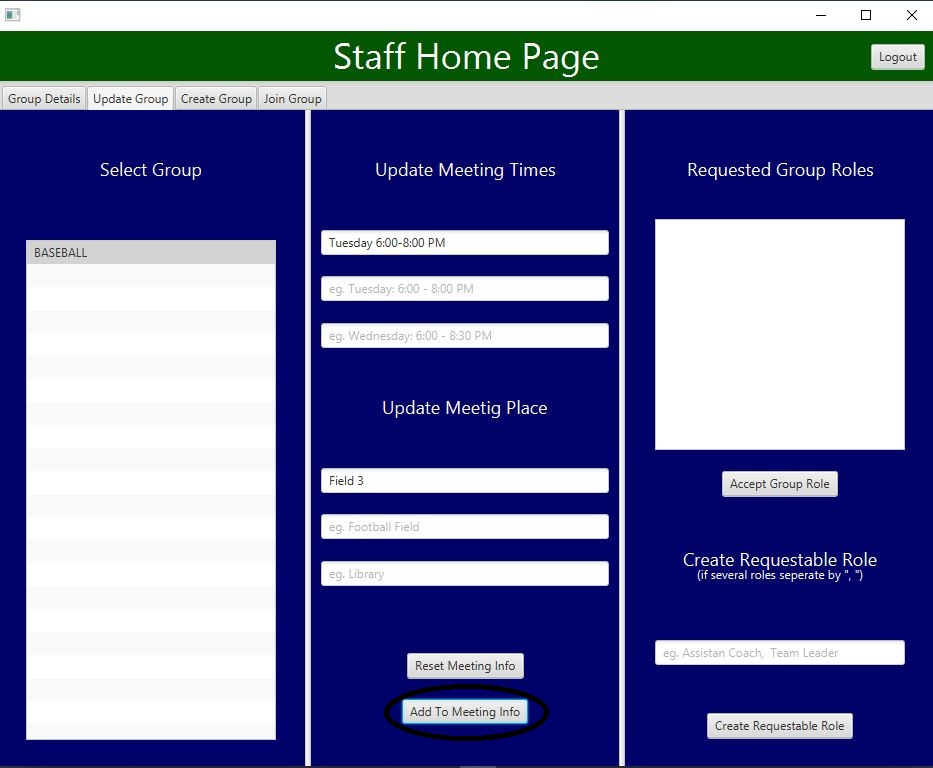 Staff Home Page
Logout
Group Details
Update Group
Create Group
Join Group
Select Group
BASEBALL
Update Meeting Times
Tuesday 6:00-8:00 PM
eg. Tuesday: 6:00 - 8:00 PM
eg. Wednesday: 6:00 - 8:30 PM
Update Meetig Place
Field 3
eg. Football Field
eg. Library
Reset Meeting Info
Add To Meeting Info
Requested Group Roles
Accept Group Role
Create Requestable Role
(if several roles seperate by ", ")
eg. Assistan Coach,  Team Leader
Create Requestable Role